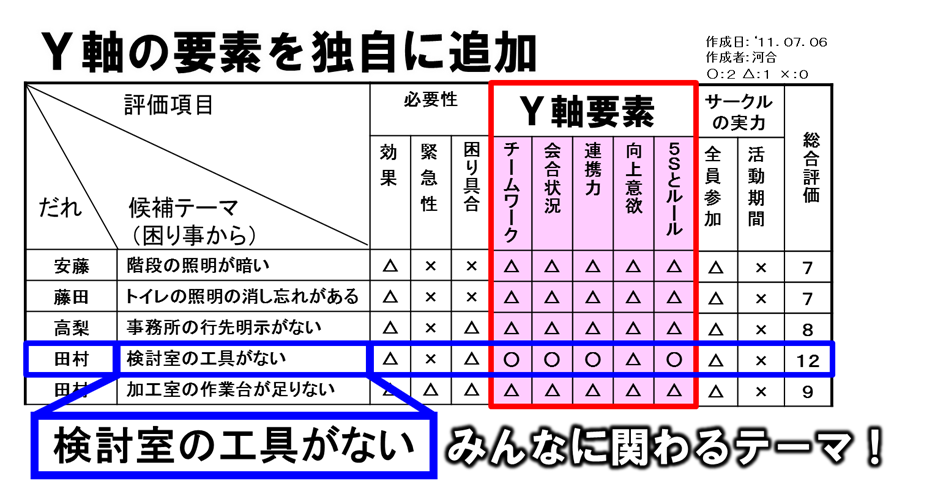 Y軸の要素を独自に追加
作成日:'11.07.06
作成者:河合
○:2 △:1 ×:0
評価項目
だれ
候補テーマ
(困り事から)
必要性
Y軸要素
サークルの実力
総合評価
効果 緊急性 困り具合 チームワーク 会合状況 連携力 向上意欲 5Sとルール 全員参加 活動期間
安藤 階段の照明が暗い △ × × △ △ △ △ △ △ × 7
藤田 トイレの照明の消し忘れがある △ × × △ △ △ △ △ △ × 7
高梨 事務所の行先明示がない △ × △ △ △ △ △ △ △ × 8
田村 検討室の工具がない △ × △ ○ ○ ○ △ ○ △ × 12
田村 加工室の作業台が足りない △ △ △ △ △ △ △ △ △ × 9
検討室の工具がない みんなに関わるテーマ!